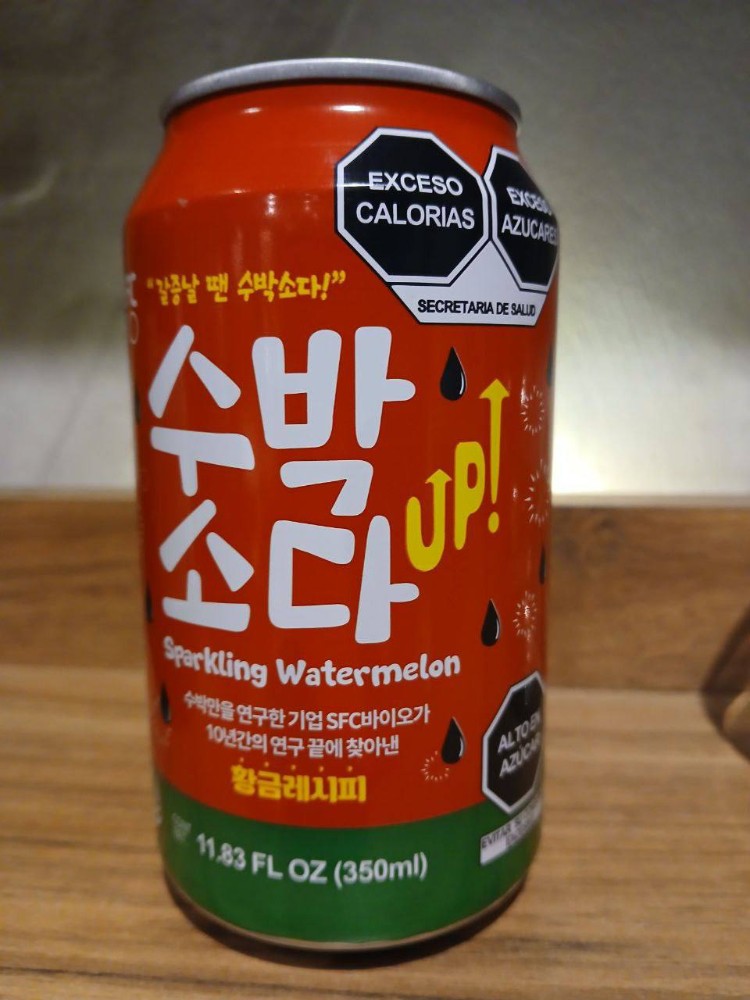 EXCESO
CALORIAS
EXCESO
AZUCARES
SECRETARIA DE SALUD
“갈증날 땐 수박소다!”
수박
소다
UP!
Sparkling Watermelon
수박만을 연구한 기업 SFC바이오가
10년간의 연구 끝에 찾아낸
황금레시피
ALTO EN
AZÚCAR
11.83 FL OZ (350ml)